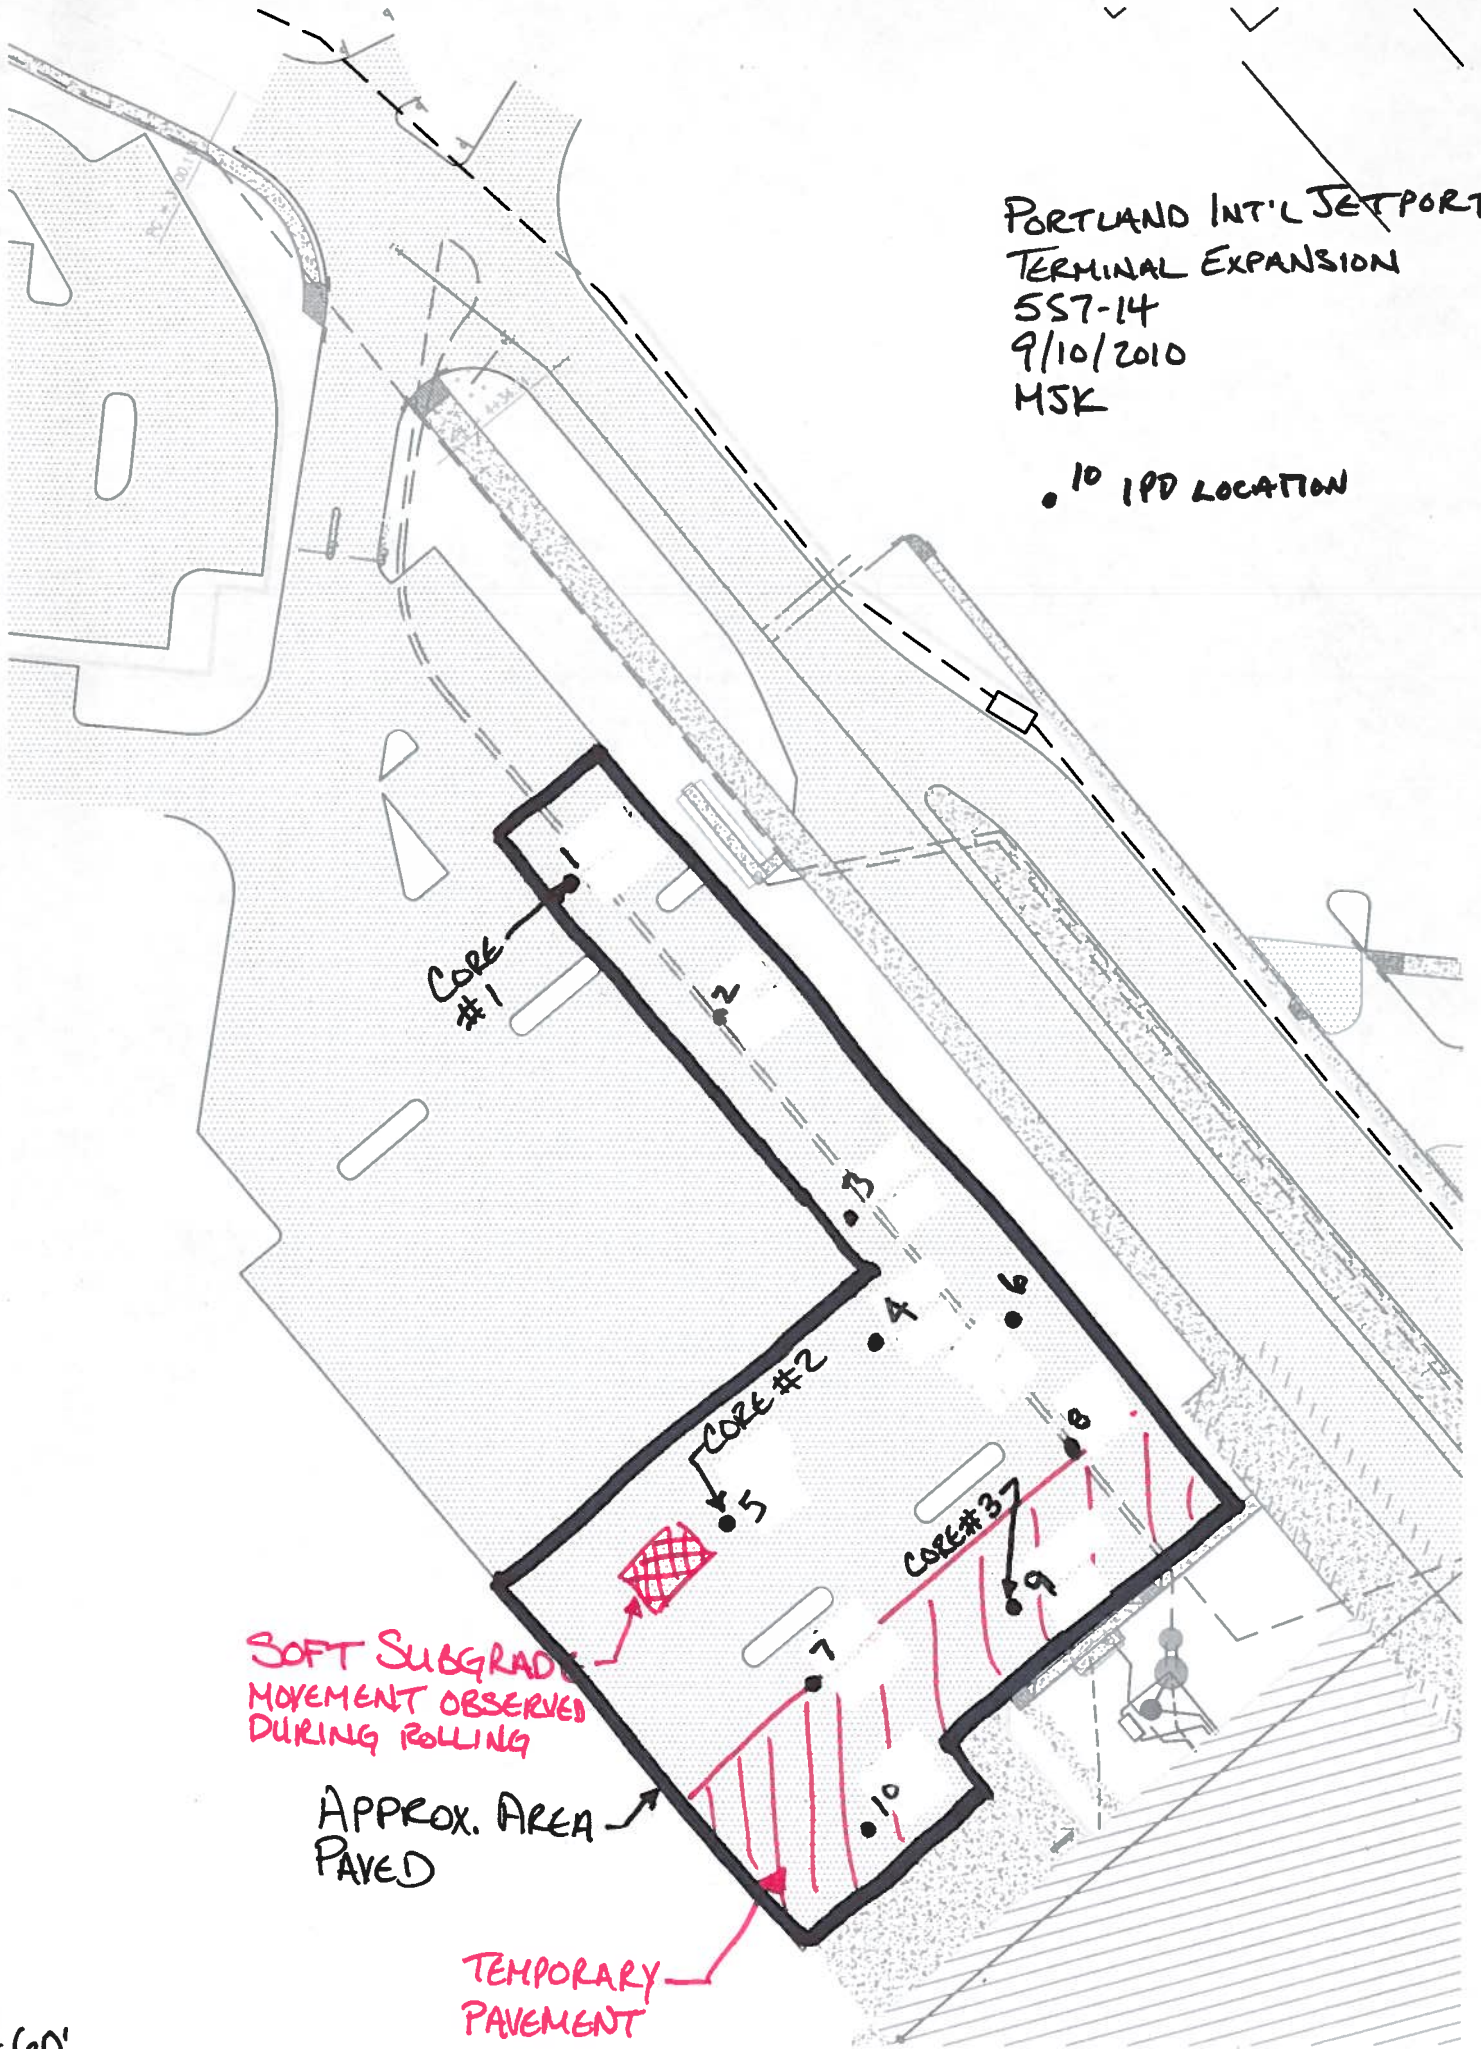 PORTLAND INT'L JETPORT
TERMINAL EXPANSION
557-14
9/10/2010
MJK
10 IPD LOCATION
1
CORE
#1
2
3
4
6
CORE #2
8
5
CORE #3
9
7
SOFT SUBGRADE
MOVEMENT OBSERVED
DURING ROLLING
APPROX. AREA
PAVED
10
TEMPORARY
PAVEMENT
60'